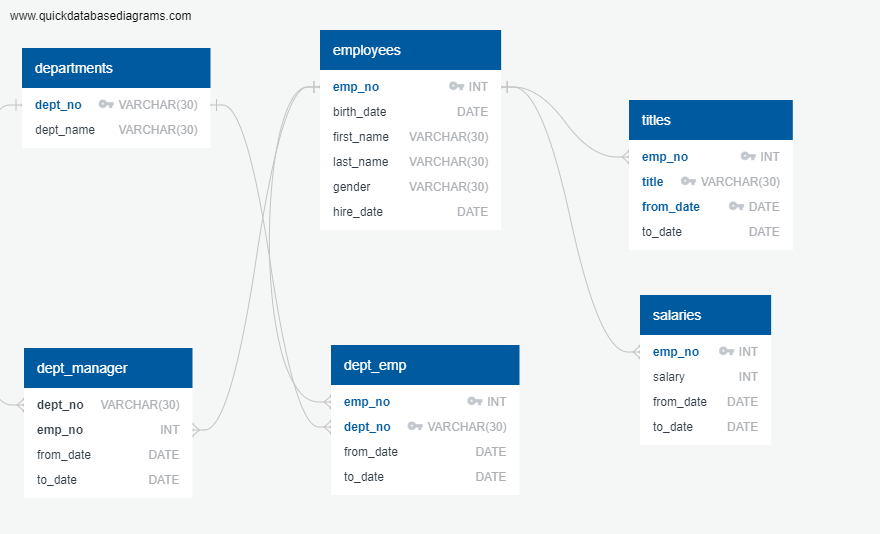 www.quickdatabasediagrams.com
departments
dept_no VARCHAR(30)
dept_name VARCHAR(30)
employees
emp_no INT
birth_date DATE
first_name VARCHAR(30)
last_name VARCHAR(30)
gender VARCHAR(30)
hire_date DATE
titles
emp_no INT
title VARCHAR(30)
from_date DATE
to_date DATE
salaries
emp_no INT
salary INT
from_date DATE
to_date DATE
dept_manager
dept_no VARCHAR(30)
emp_no INT
from_date DATE
to_date DATE
dept_emp
emp_no INT
dept_no VARCHAR(30)
from_date DATE
to_date DATE